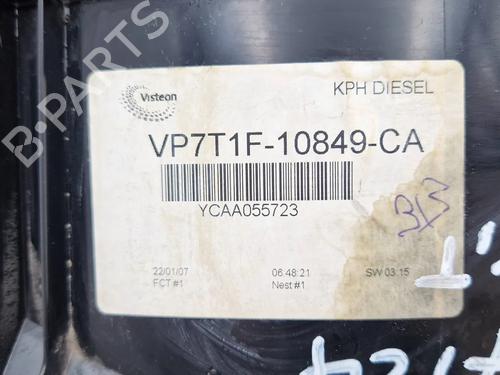 B-PARTS
Visteon
KPH DIESEL
VP7T1F-10849-CA
YCAA055723
22/01/07
06:48:21
SW 03.15
FCT #1
Nest #1